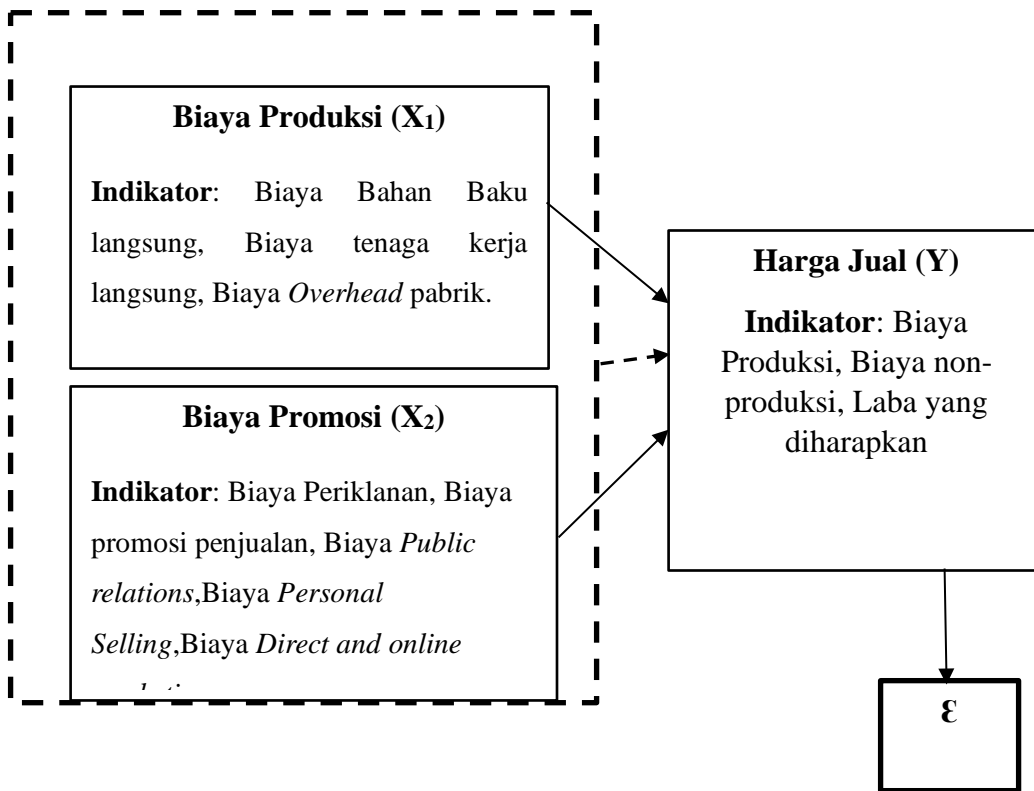 Biaya Produksi (X₁)
Indikator: Biaya Bahan Baku
langsung, Biaya tenaga kerja
langsung, Biaya Overhead pabrik.
Biaya Promosi (X₂)
Indikator: Biaya Periklanan, Biaya
promosi penjualan, Biaya Public
relations,Biaya Personal
Selling,Biaya Direct and online
Harga Jual (Y)
Indikator: Biaya
Produksi, Biaya non-
produksi, Laba yang
diharapkan
Ɛ